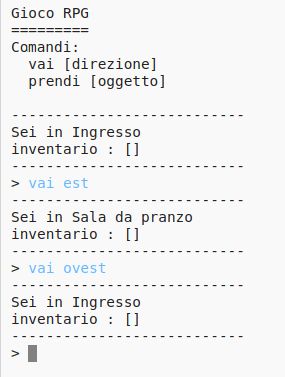 Gioco RPG
=========
Comandi:
  vai [direzione]
  prendi [oggetto]

---------------------------
Sei in Ingresso
inventario : []
---------------------------
> vai est
---------------------------
Sei in Sala da pranzo
inventario : []
---------------------------
> vai ovest
---------------------------
Sei in Ingresso
inventario : []
---------------------------
>